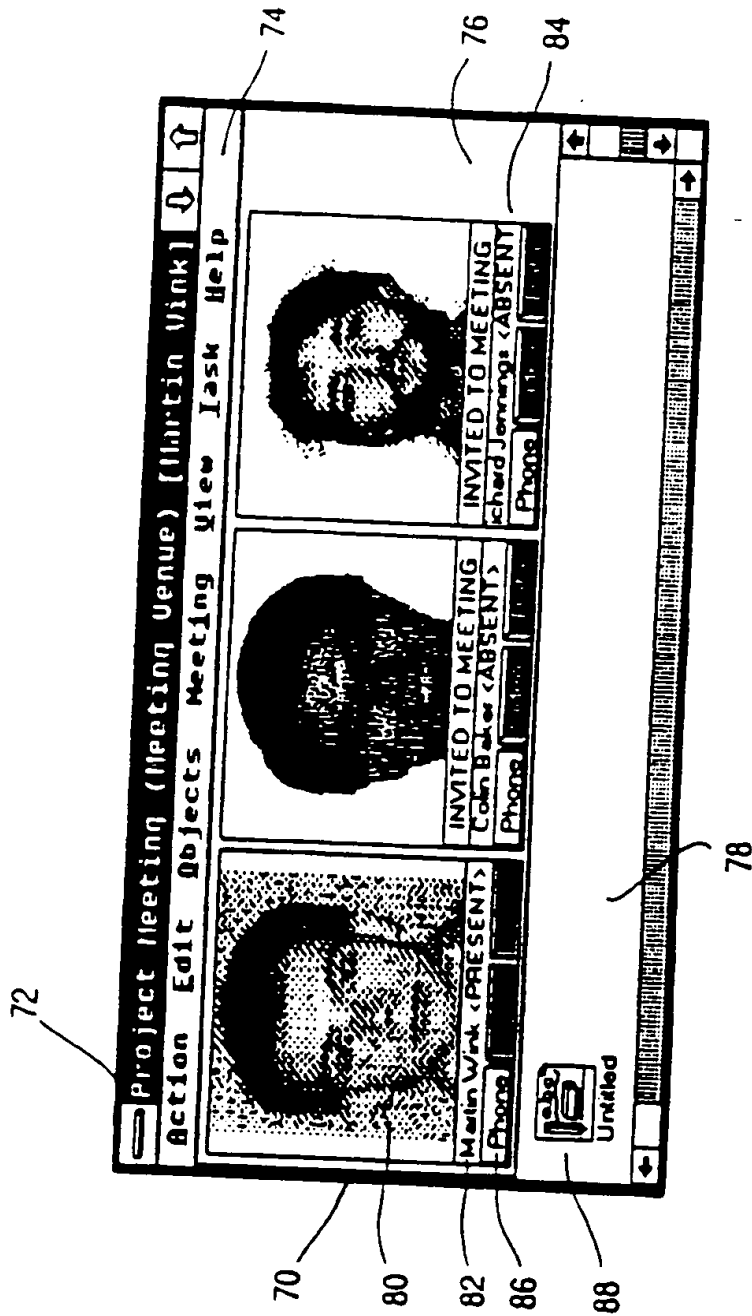 72
Project Meeting (Meeting Venue) [Martin Wink]
Action Edit Objects Meeting View Task Help
74
70
76
80
INVITED TO MEETING
INVITED TO MEETING
84
82
Martin Wink <PRESENT>
Colin Baker <ABSENT>
ichard Jennings <ABSENT
86
Phone
Phone
Phone
88
Untitled
78